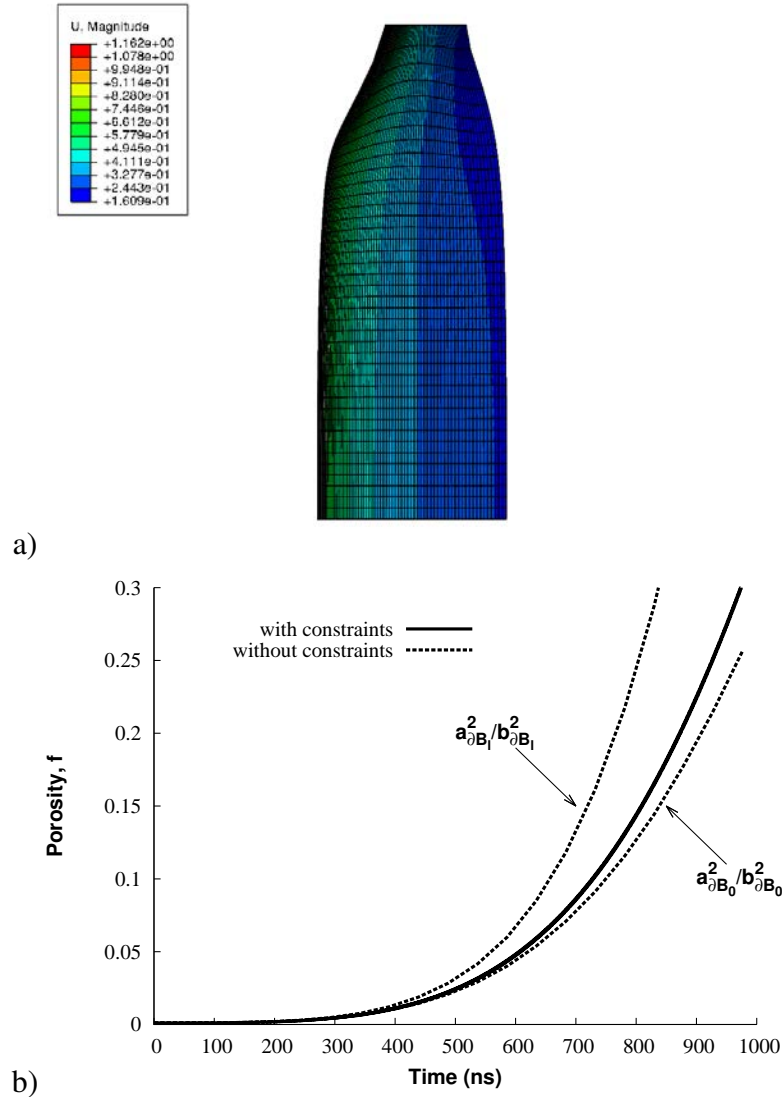 U, Magnitude
+1.162e+00
+1.078e+00
+9.948e-01
+9.114e-01
+8.280e-01
+7.446e-01
+6.612e-01
+5.779e-01
+4.945e-01
+4.111e-01
+3.277e-01
+2.443e-01
+1.609e-01
a)
0.3
0.25
0.2
0.15
0.1
0.05
0
Porosity, f
with constraints
without constraints
a²∂B_I/b²∂B_I
a²∂B₀/b²∂B₀
0 100 200 300 400 500 600 700 800 900 1000
Time (ns)
b)